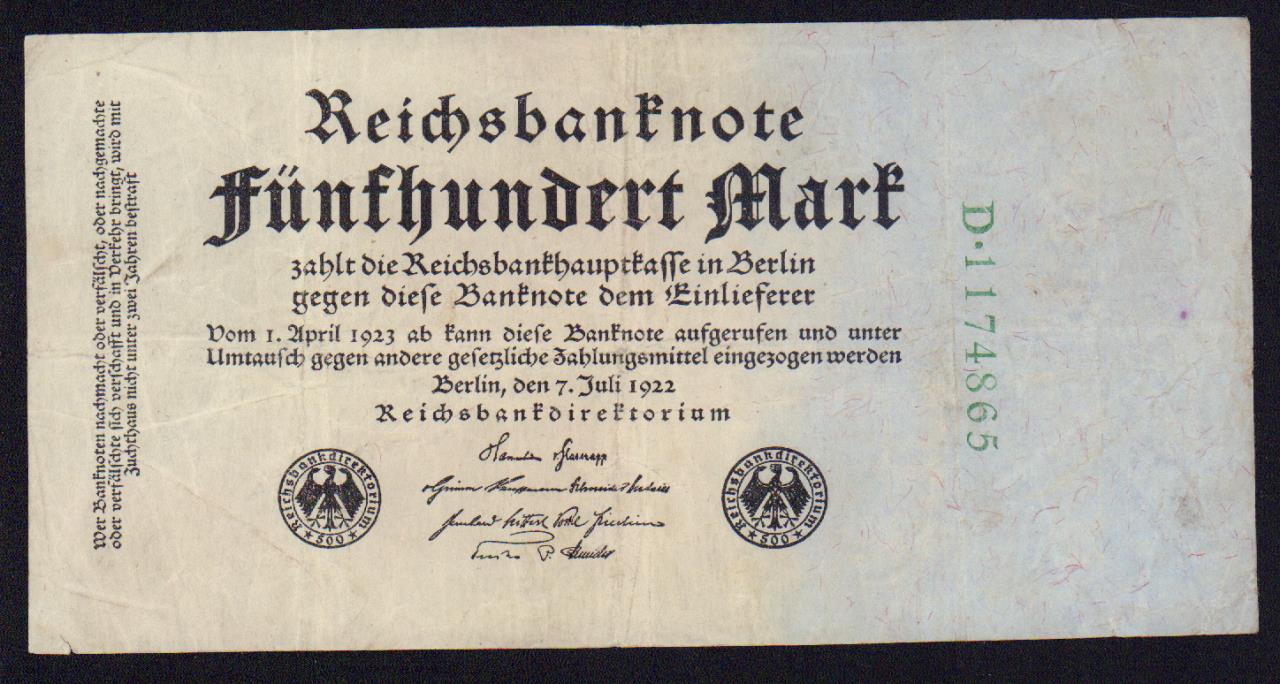 Reichsbanknote
Fünfhundert Mark
zahlt die Reichsbankhauptkasse in Berlin
gegen diese Banknote dem Einlieferer
Vom 1. April 1923 ab kann diese Banknote aufgerufen und unter
Umtausch gegen andere gesetzliche Zahlungsmittel eingezogen werden
Berlin, den 7. Juli 1922
Reichsbankdirektorium
Reichsbankdirektorium
* 500 *
Reichsbankdirektorium
* 500 *
Wer Banknoten nachmacht oder verfälscht, oder nachgemachte
oder verfälschte sich verschafft und in Verkehr bringt, wird mit
Zuchthaus nicht unter zwei Jahren bestraft
D·1174865